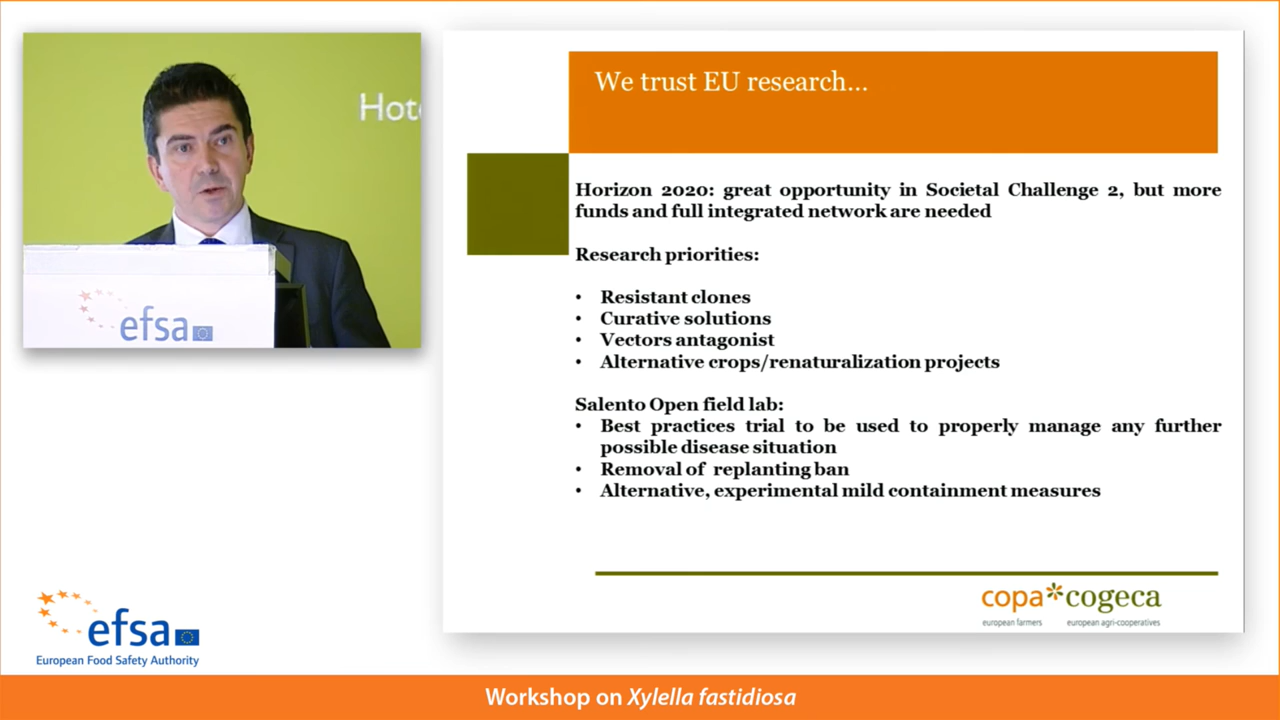 Hot
efsa
We trust EU research...
Horizon 2020: great opportunity in Societal Challenge 2, but more
funds and full integrated network are needed
Research priorities:
• Resistant clones
• Curative solutions
• Vectors antagonist
• Alternative crops/renaturalization projects
Salento Open field lab:
• Best practices trial to be used to properly manage any further
possible disease situation
• Removal of replanting ban
• Alternative, experimental mild containment measures
copa*cogeca
european farmers european agri-cooperatives
efsa
European Food Safety Authority
Workshop on Xylella fastidiosa